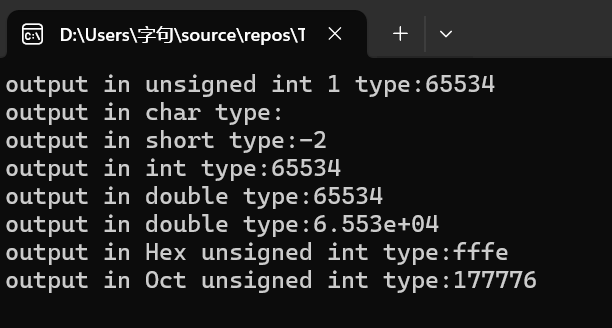 D:\Users\字句\source\repos\T
output in unsigned int 1 type:65534
output in char type:
output in short type:-2
output in int type:65534
output in double type:65534
output in double type:6.553e+04
output in Hex unsigned int type:fffe
output in Oct unsigned int type:177776